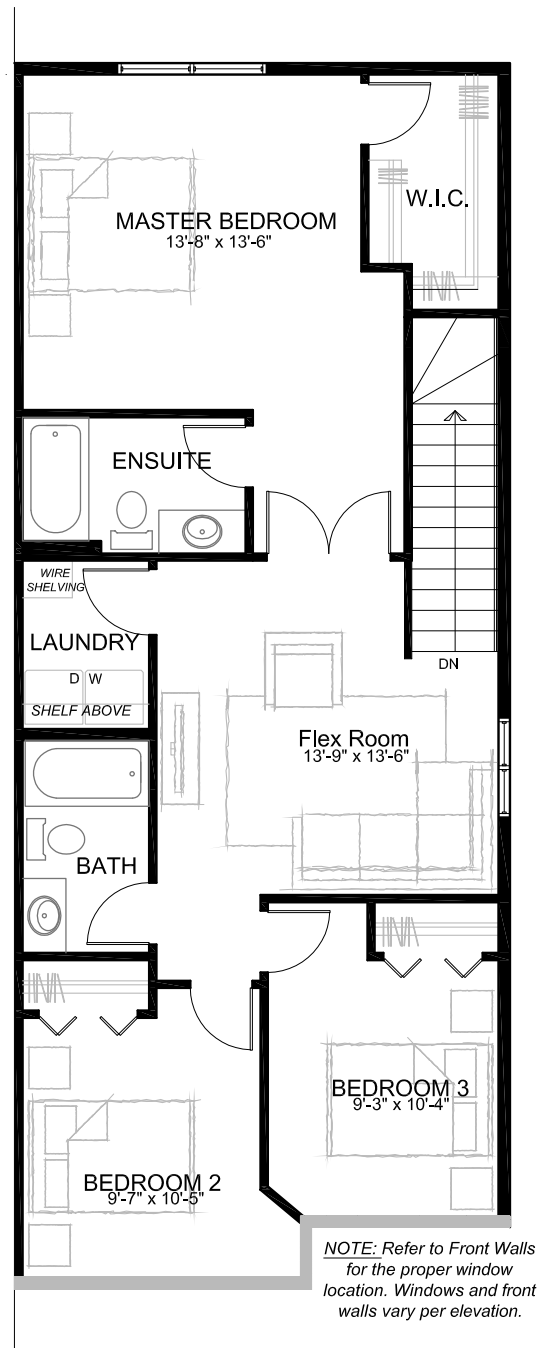 W.I.C.
MASTER BEDROOM
13'-8" x 13'-6"
ENSUITE
WIRE
SHELVING
LAUNDRY
D W
SHELF ABOVE
DN
Flex Room
13'-9" x 13'-6"
BATH
BEDROOM 3
9'-3" x 10'-4"
BEDROOM 2
9'-7" x 10'-5"
NOTE: Refer to Front Walls
for the proper window
location. Windows and front
walls vary per elevation.